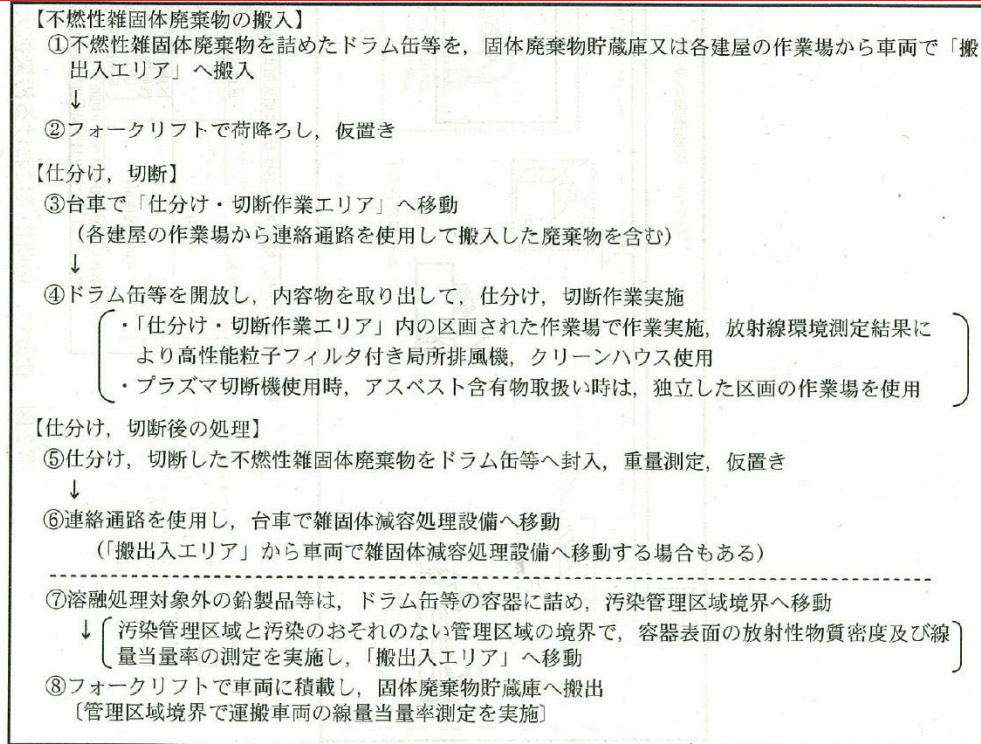 【不燃性雑固体廃棄物の搬入】
①不燃性雑固体廃棄物を詰めたドラム缶等を，固体廃棄物貯蔵庫又は各建屋の作業場から車両で「搬
出入エリア」へ搬入
↓
②フォークリフトで荷降ろし，仮置き
【仕分け，切断】
③台車で「仕分け・切断作業エリア」へ移動
（各建屋の作業場から連絡通路を使用して搬入した廃棄物を含む）
↓
④ドラム缶等を開放し，内容物を取り出して，仕分け，切断作業実施
・「仕分け・切断作業エリア」内の区画された作業場で作業実施，放射線環境測定結果に
より高性能粒子フィルタ付き局所排風機，クリーンハウス使用
・プラズマ切断機使用時，アスベスト含有物取扱い時は，独立した区画の作業場を使用
【仕分け，切断後の処理】
⑤仕分け，切断した不燃性雑固体廃棄物をドラム缶等へ封入，重量測定，仮置き
↓
⑥連絡通路を使用し，台車で雑固体減容処理設備へ移動
（「搬出入エリア」から車両で雑固体減容処理設備へ移動する場合もある）
⑦溶融処理対象外の鉛製品等は，ドラム缶等の容器に詰め，汚染管理区域境界へ移動
↓〔汚染管理区域と汚染のおそれのない管理区域の境界で，容器表面の放射性物質密度及び線
量当量率の測定を実施し，「搬出入エリア」へ移動〕
⑧フォークリフトで車両に積載し，固体廃棄物貯蔵庫へ搬出
〔管理区域境界で運搬車両の線量当量率測定を実施〕